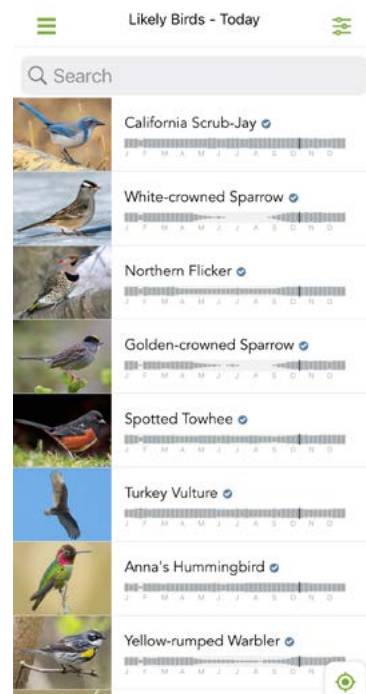 Likely Birds - Today
Search
California Scrub-Jay
J F M A M J J A S O N D
White-crowned Sparrow
J F M A M J J A S O N D
Northern Flicker
J F M A M J J A S O N D
Golden-crowned Sparrow
J F M A M J J A S O N D
Spotted Towhee
J F M A M J J A S O N D
Turkey Vulture
J F M A M J J A S O N D
Anna's Hummingbird
J F M A M J J A S O N D
Yellow-rumped Warbler
J F M A M J J A S O N D